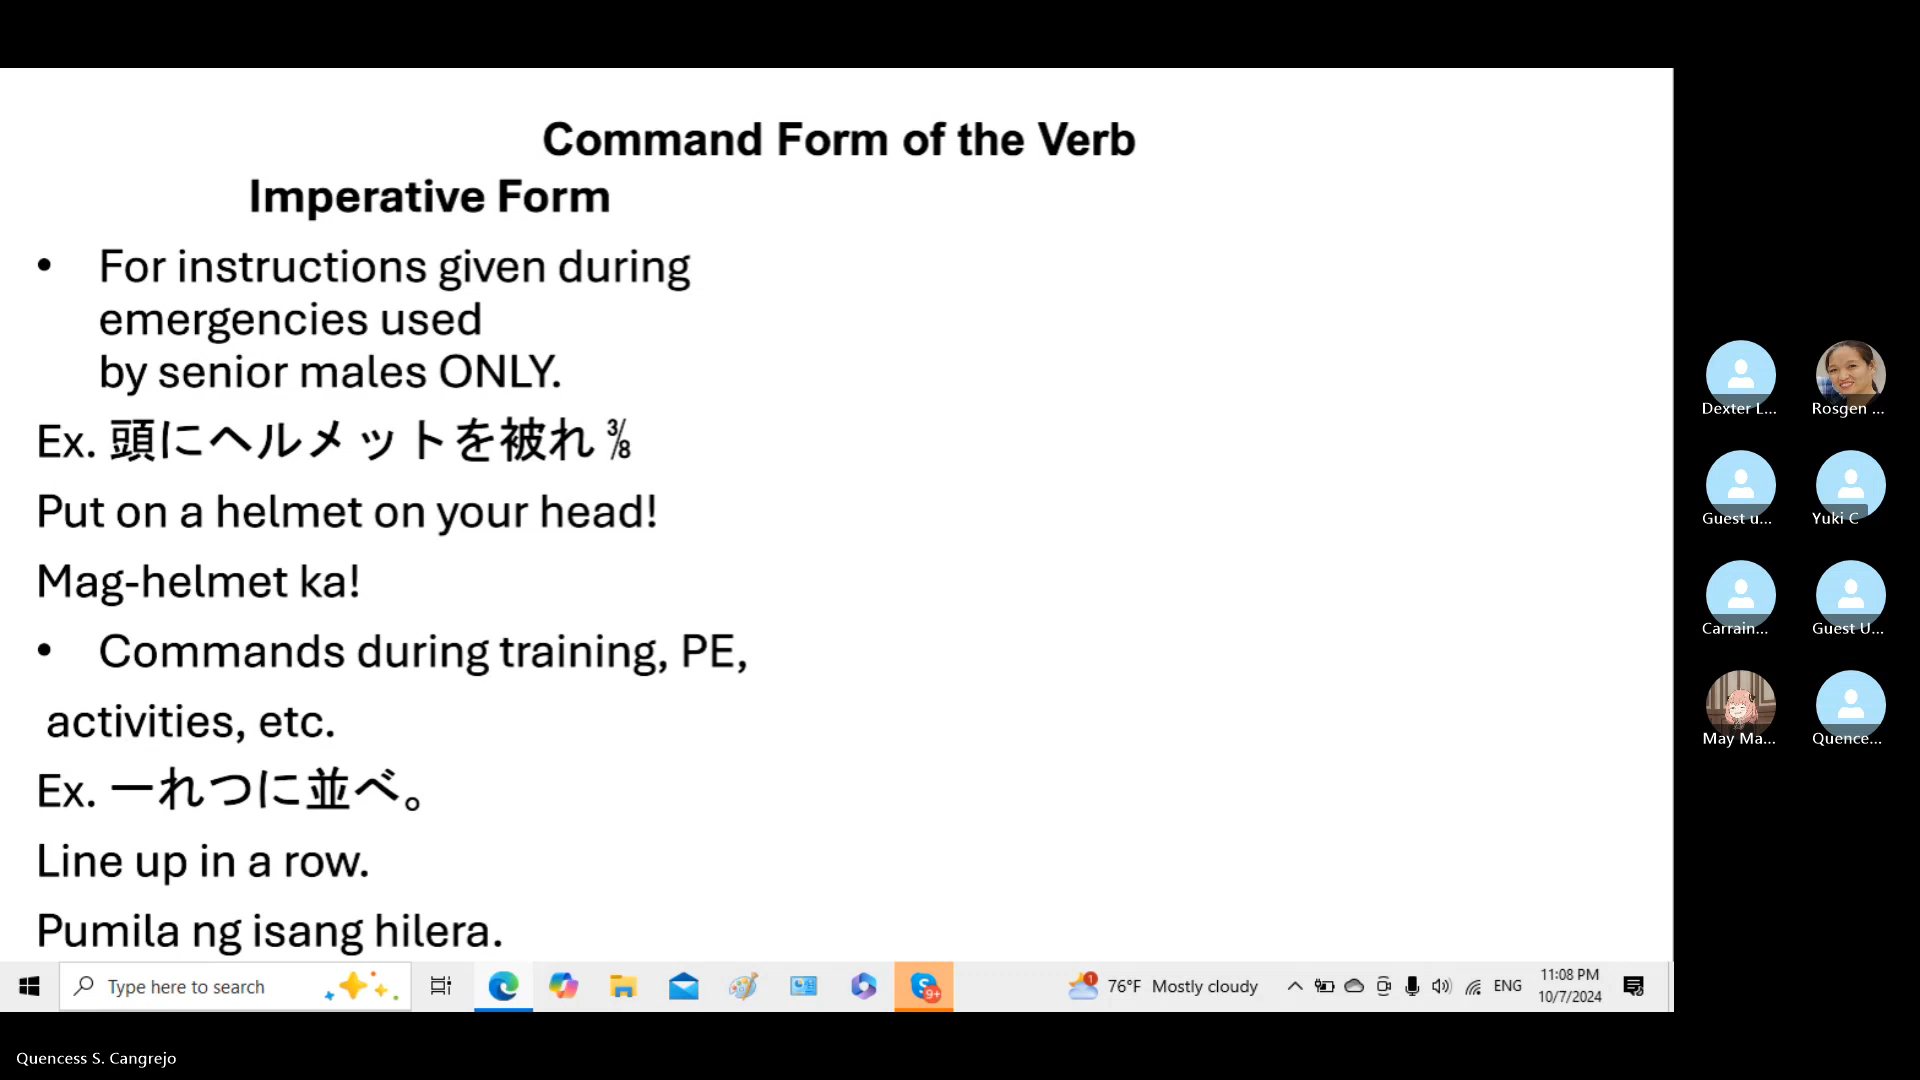 Command Form of the Verb
Imperative Form
• For instructions given during
emergencies used
by senior males ONLY.
Ex. 頭にヘルメットを被れ ⅜
Put on a helmet on your head!
Mag-helmet ka!
• Commands during training, PE,
activities, etc.
Ex. 一れつに並べ。
Line up in a row.
Pumila ng isang hilera.
Dexter L...
Rosgen ...
Guest u...
Yuki C
Carrain...
Guest U...
May Ma...
Quence...
Type here to search
9+
1
76°F Mostly cloudy
ENG
11:08 PM
10/7/2024
Quencess S. Cangrejo